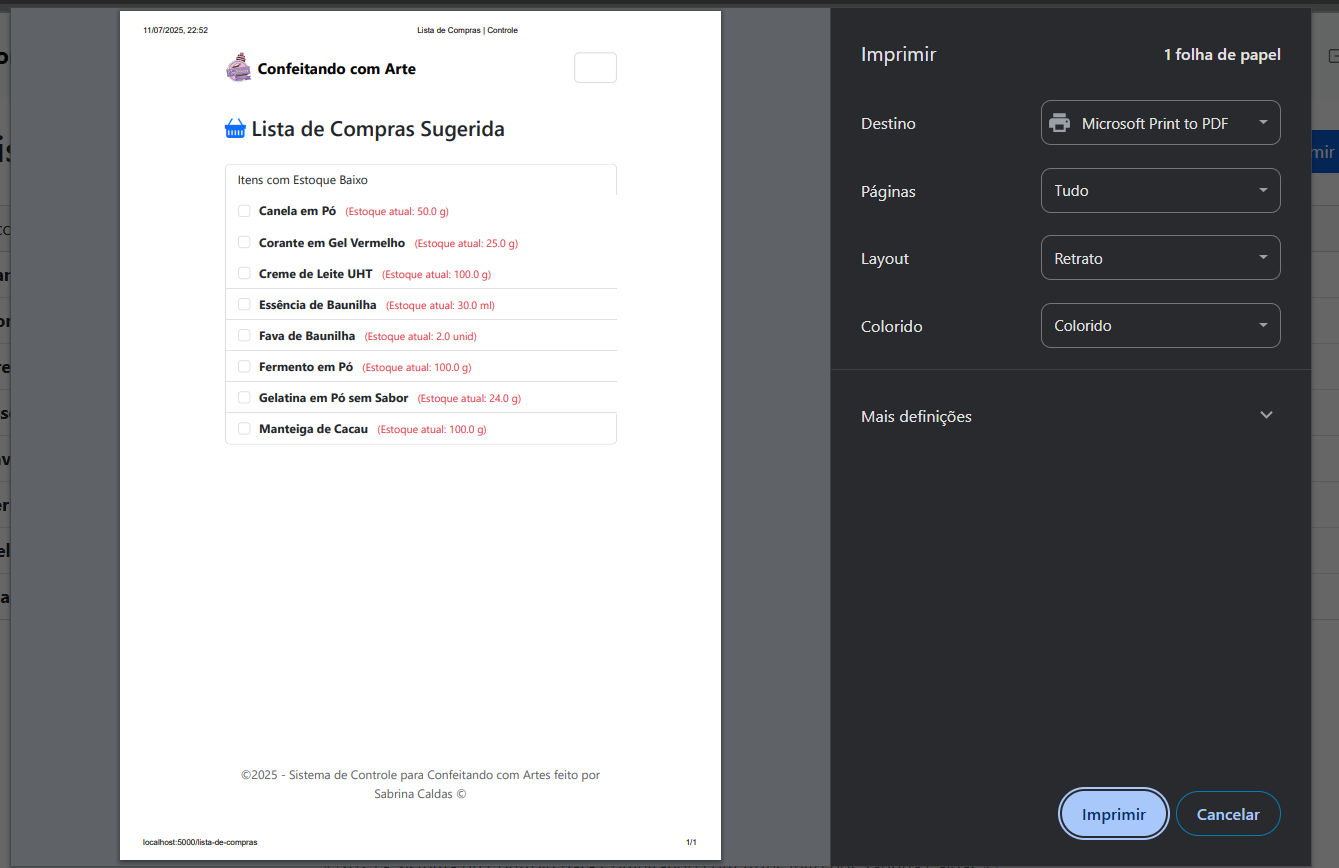 11/07/2025, 22:52
Lista de Compras | Controle
Confeitando com Arte
Lista de Compras Sugerida
Itens com Estoque Baixo
Canela em Pó (Estoque atual: 50.0 g)
Corante em Gel Vermelho (Estoque atual: 25.0 g)
Creme de Leite UHT (Estoque atual: 100.0 g)
Essência de Baunilha (Estoque atual: 30.0 ml)
Fava de Baunilha (Estoque atual: 2.0 unid)
Fermento em Pó (Estoque atual: 100.0 g)
Gelatina em Pó sem Sabor (Estoque atual: 24.0 g)
Manteiga de Cacau (Estoque atual: 100.0 g)
©2025 - Sistema de Controle para Confeitando com Artes feito por
Sabrina Caldas ©
localhost:5000/lista-de-compras
1/1
Imprimir
1 folha de papel
Destino
Microsoft Print to PDF
Páginas
Tudo
Layout
Retrato
Colorido
Colorido
Mais definições
Imprimir
Cancelar